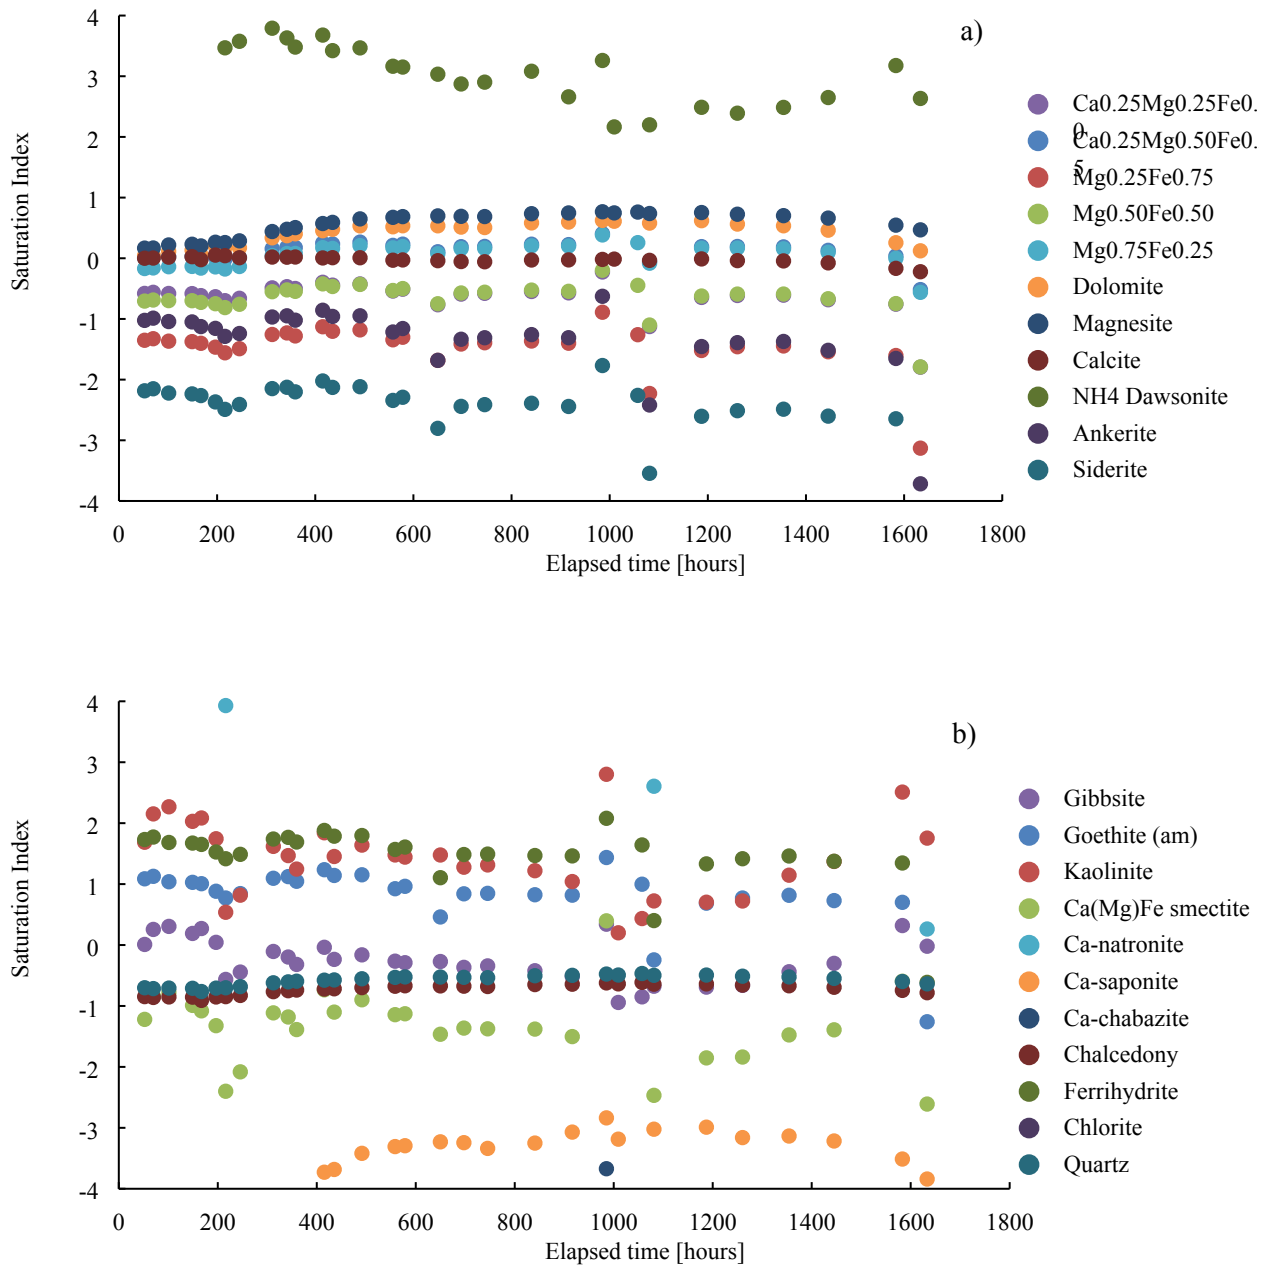 a)
4
3
2
1
0
-1
-2
-3
-4
Saturation Index
0 200 400 600 800 1000 1200 1400 1600 1800
Elapsed time [hours]
Ca0.25Mg0.25Fe0.
0
Ca0.25Mg0.50Fe0.
5
Mg0.25Fe0.75
Mg0.50Fe0.50
Mg0.75Fe0.25
Dolomite
Magnesite
Calcite
NH4 Dawsonite
Ankerite
Siderite
b)
4
3
2
1
0
-1
-2
-3
-4
Saturation Index
0 200 400 600 800 1000 1200 1400 1600 1800
Elapsed time [hours]
Gibbsite
Goethite (am)
Kaolinite
Ca(Mg)Fe smectite
Ca-natronite
Ca-saponite
Ca-chabazite
Chalcedony
Ferrihydrite
Chlorite
Quartz